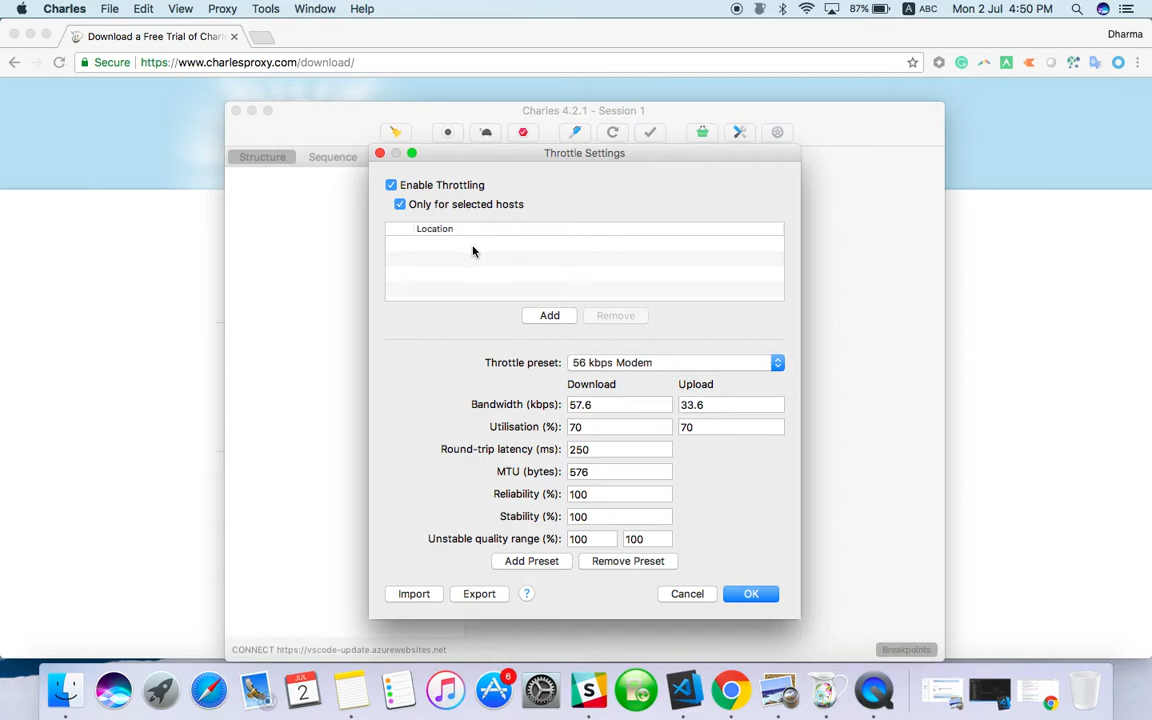 Charles File Edit View Proxy Tools Window Help 87% A ABC Mon 2 Jul 4:50 PM
Download a Free Trial of Charl Dharma
Secure https://www.charlesproxy.com/download/
Charles 4.2.1 - Session 1
Structure Sequence
Throttle Settings
Enable Throttling
Only for selected hosts
Location
Add Remove
Throttle preset: 56 kbps Modem
Download Upload
Bandwidth (kbps): 57.6 33.6
Utilisation (%): 70 70
Round-trip latency (ms): 250
MTU (bytes): 576
Reliability (%): 100
Stability (%): 100
Unstable quality range (%): 100 100
Add Preset Remove Preset
Import Export ? Cancel OK
CONNECT https://vscode-update.azurewebsites.net Breakpoints
JUL
2
6